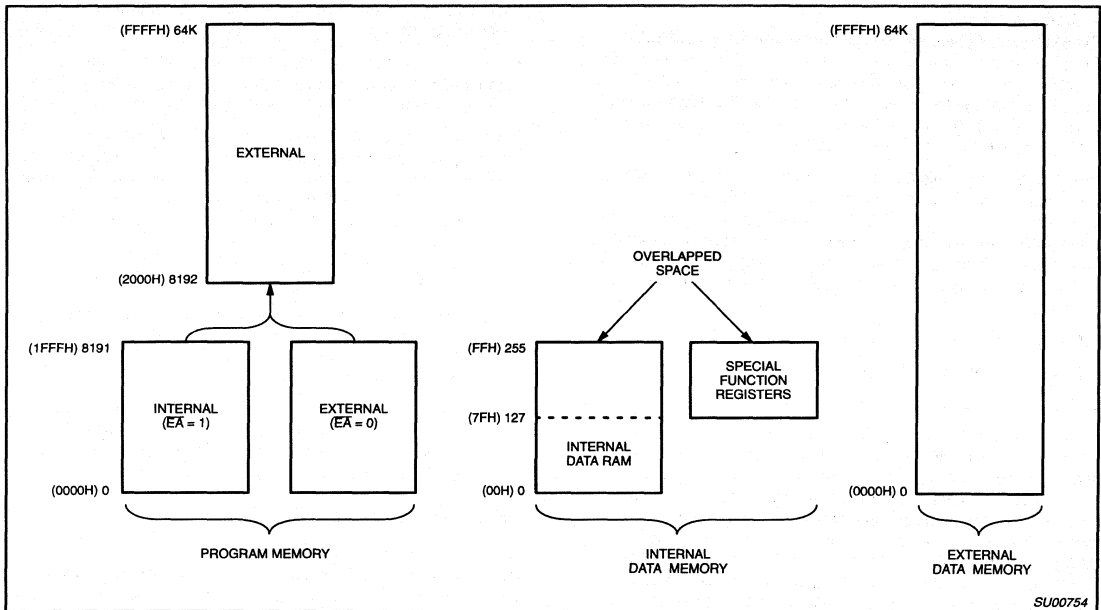 (FFFFH) 64K
EXTERNAL
(2000H) 8192
(1FFFH) 8191
INTERNAL
(E̅A̅ = 1)
EXTERNAL
(E̅A̅ = 0)
(0000H) 0
PROGRAM MEMORY
OVERLAPPED
SPACE
(FFH) 255
SPECIAL
FUNCTION
REGISTERS
(7FH) 127
INTERNAL
DATA RAM
(00H) 0
INTERNAL
DATA MEMORY
(FFFFH) 64K
(0000H) 0
EXTERNAL
DATA MEMORY
SU00754